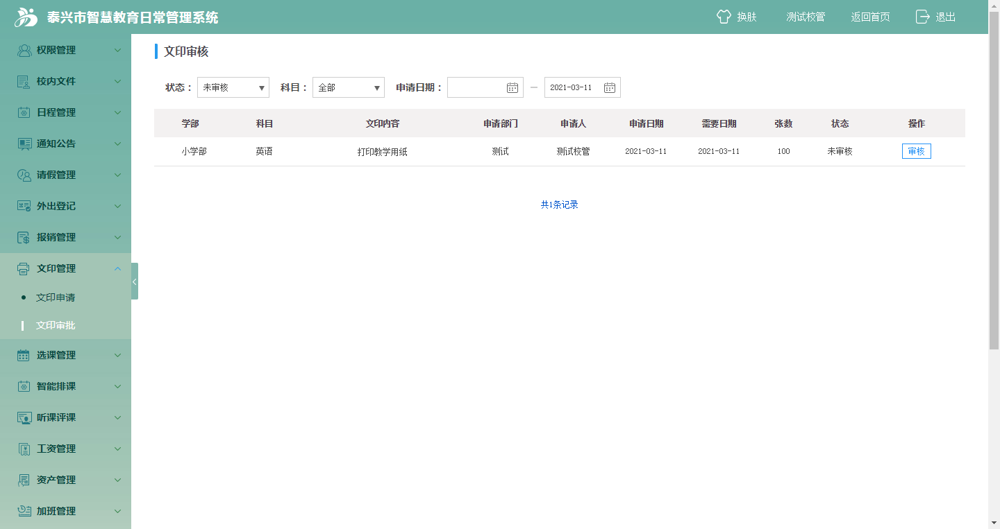 泰兴市智慧教育日常管理系统
换肤 测试校管 返回首页 退出
权限管理
校内文件
日程管理
通知公告
请假管理
外出登记
报销管理
文印管理
文印申请
文印审批
选课管理
智能排课
听课评课
工资管理
资产管理
加班管理
文印审核
状态： 未审核 科目： 全部 申请日期： — 2021-03-11
学部 科目 文印内容 申请部门 申请人 申请日期 需要日期 张数 状态 操作
小学部 英语 打印教学用纸 测试 测试校管 2021-03-11 2021-03-11 100 未审核 审核
共1条记录